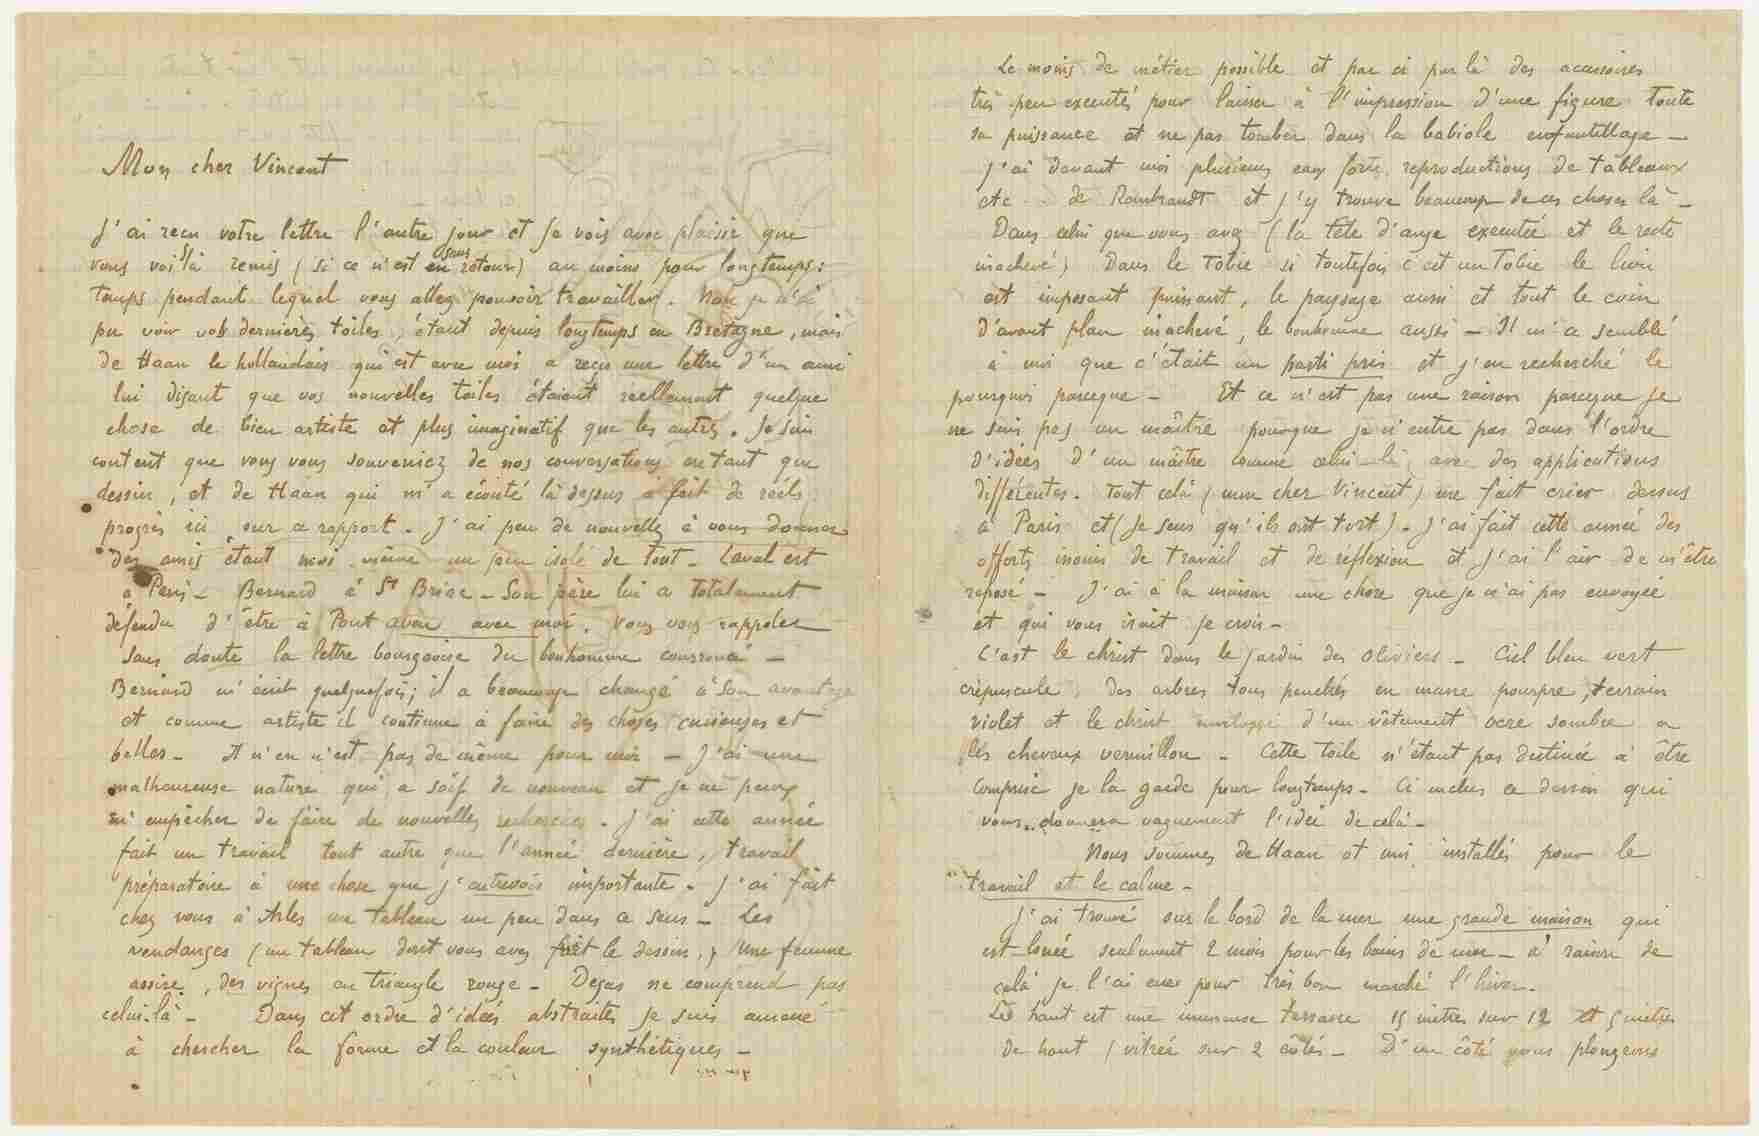 Mon cher Vincent
J'ai reçu votre lettre l'autre jour et je vois avec plaisir que
vous voilà remis (si ce n'est sans retour) au moins pour longtemps:
temps pendant lequel vous allez pouvoir travailler. Non je n'ai
pu voir vos dernières toiles, étant depuis longtemps en Bretagne, mais
de Haan le hollandais qui est avec moi a reçu une lettre d'un ami
lui disant que vos nouvelles toiles étaient réellement quelque
chose de bien artiste et plus imaginatif que les autres. Je suis
content que vous vous souveniez de nos conversations en tant que
dessin, et de Haan qui m'a écouté là dessus a fait de réels
progrès ici sur ce rapport. J'ai peu de nouvelles à vous donner
des amis étant moi même un peu isolé de tout - Laval est
à Paris - Bernard à St Briac - Son père lui a totalement
défendu d'être à Pont aven avec moi. Vous vous rappelez
sans doute la lettre bourgeoise du bonhomme courroucé -
Bernard m'écrit quelquefois; il a beaucoup changé à son avantage
et comme artiste il continue à faire des choses curieuses et
belles - Il n'en n'est pas de même pour moi - J'ai une
malheureuse nature qui a soif de nouveau et je ne peux
m'empêcher de faire de nouvelles recherches. J'ai cette année
fait un travail tout autre que l'année dernière, travail
préparatoire à une chose que j'entrevois importante. J'ai fait
chez vous à Arles un tableau un peu dans ce sens - Les
vendanges (un tableau dont vous avez fait le dessin,) une femme
assise, des vignes en triangle rouge - Degas ne comprend pas
celui-là - Dans cet ordre d'idées abstraites je suis amené
à chercher la forme et la couleur synthétiques -
Le moins de métier possible et par ci par là des accessoires
très peu executés pour laisser à l'impression d'une figure toute
sa puissance et ne pas tomber dans la babiole enfantillage -
J'ai devant moi plusieurs eaux fortes, reproductions de tableaux
etc... de Rembrandt et j'y trouve beaucoup de ces choses là -
Dans celui que vous avez (la tête d'ange executée et le reste
inachevé) Dans le Tobie si toutefois c'est un Tobie le lion
est imposant puissant, le paysage aussi et tout le coin
d'avant plan inachevé, le bonhomme aussi - Il m'a semblé
à moi que c'était un parti pris et j'en recherché le
pourquoi parceque - Et ce n'est pas une raison parceque je
ne suis pas un maître pourque je n'entre pas dans l'ordre
d'idées d'un maître comme celui-là, avec des applications
différentes. Tout celà (mon cher Vincent) me fait crier dessus
à Paris et (je sens qu'ils ont tort). J'ai fait cette année des
efforts inouis de travail et de réflexion et j'ai l'air de m'être
reposé - J'ai à la maison une chose que je n'ai pas envoyée
et qui vous irait je crois -
C'est le christ dans le jardin des oliviers - Ciel bleu vert
crépuscule, des arbres tous penchés en masse pourpre, terrain
violet et le christ enveloppé d'un vêtement ocre sombre a
les cheveux vermillon - Cette toile n'étant pas destinée à être
comprise je la garde pour longtemps - Ci inclus ce dessin qui
vous donnera vaguement l'idée de celà -
Nous sommes de Haan et moi installés pour le
travail et le calme -
J'ai trouvé sur le bord de la mer une grande maison qui
est louée seulement 2 mois pour les bains de mer - à raison de
celà je l'ai eue pour très bon marché l'hiver.
Le haut est une immense terrasse 15 mètres sur 12 et 5 mètres
de haut / vitrée sur 2 côtés - D'un côté nous plongeons